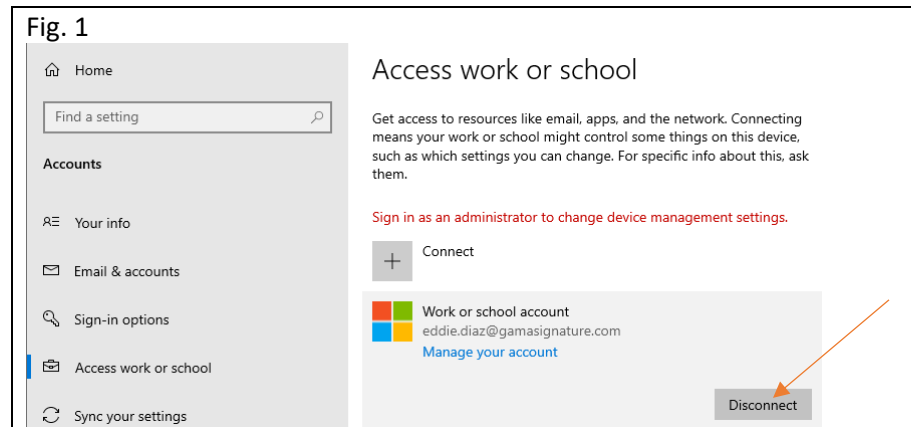 Fig. 1
Home
Find a setting
Accounts
Your info
Email & accounts
Sign-in options
Access work or school
Sync your settings
Access work or school
Get access to resources like email, apps, and the network. Connecting
means your work or school might control some things on this device,
such as which settings you can change. For specific info about this, ask
them.
Sign in as an administrator to change device management settings.
Connect
Work or school account
eddie.diaz@gamasignature.com
Manage your account
Disconnect